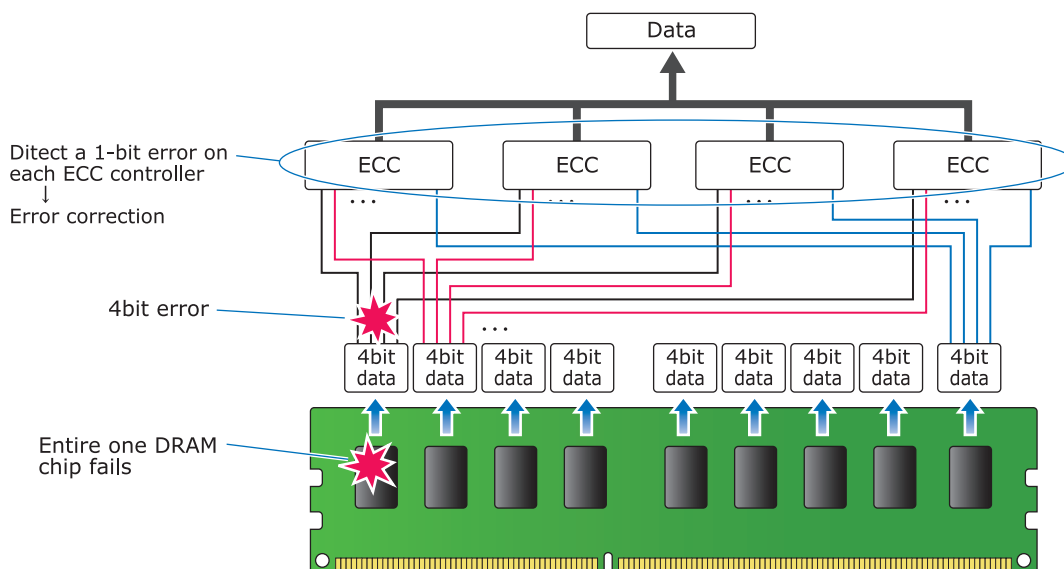 Data
Ditect a 1-bit error on
each ECC controller
↓
Error correction
ECC
ECC
ECC
ECC
...
...
...
...
4bit error
...
4bit
data
4bit
data
4bit
data
4bit
data
4bit
data
4bit
data
4bit
data
4bit
data
4bit
data
Entire one DRAM
chip fails